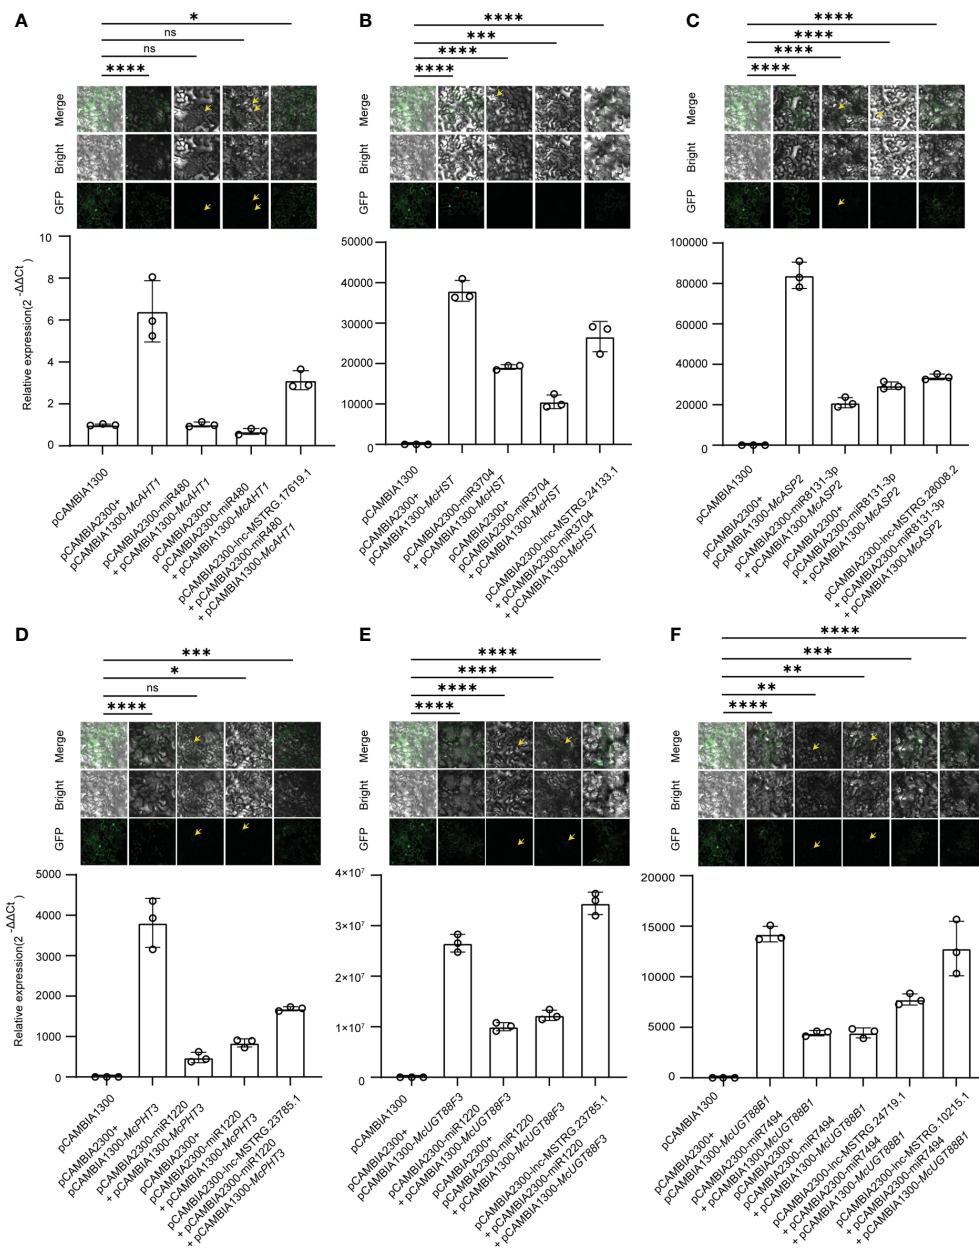 A
*
ns
ns
****
Merge
Bright
GFP
Relative expression(2 -ΔΔCt )
10
8
6
4
2
0
pCAMBIA1300
pCAMBIA2300+
pCAMBIA1300-McAHT1
pCAMBIA2300-miR480
+ pCAMBIA1300-McAHT1
pCAMBIA2300+
pCAMBIA2300-miR480
+ pCAMBIA1300-McAHT1
pCAMBIA2300-lnc-MSTRG.17619.1
+ pCAMBIA2300-miR480
+ pCAMBIA1300-McAHT1
B
****
***
****
****
Merge
Bright
GFP
50000
40000
30000
20000
10000
0
pCAMBIA1300
pCAMBIA2300+
pCAMBIA1300-McHST
pCAMBIA2300-miR3704
+ pCAMBIA1300-McHST
pCAMBIA2300+
pCAMBIA2300-miR3704
+ pCAMBIA1300-McHST
pCAMBIA2300-lnc-MSTRG.24133.1
+ pCAMBIA2300-miR3704
+ pCAMBIA1300-McHST
C
****
****
****
****
Merge
Bright
GFP
100000
80000
60000
40000
20000
0
pCAMBIA1300
pCAMBIA2300+
pCAMBIA1300-McASP2
pCAMBIA2300-miR8131-3p
+ pCAMBIA1300-McASP2
pCAMBIA2300+
pCAMBIA2300-miR8131-3p
+ pCAMBIA1300-McASP2
pCAMBIA2300-lnc-MSTRG.28008.2
+ pCAMBIA2300-miR8131-3p
+ pCAMBIA1300-McASP2
D
***
*
ns
****
Merge
Bright
GFP
Relative expression(2 -ΔΔCt )
5000
4000
3000
2000
1000
0
pCAMBIA1300
pCAMBIA2300+
pCAMBIA1300-McPHT3
pCAMBIA2300-miR1220
+ pCAMBIA1300-McPHT3
pCAMBIA2300+
pCAMBIA2300-miR1220
+ pCAMBIA1300-McPHT3
pCAMBIA2300-lnc-MSTRG.23785.1
+ pCAMBIA2300-miR1220
+ pCAMBIA1300-McPHT3
E
****
****
****
****
Merge
Bright
GFP
4×10⁷
3×10⁷
2×10⁷
1×10⁷
0
pCAMBIA1300
pCAMBIA2300+
pCAMBIA1300-McUGT88F3
pCAMBIA2300-miR1220
+ pCAMBIA1300-McUGT88F3
pCAMBIA2300+
pCAMBIA2300-miR1220
+ pCAMBIA1300-McUGT88F3
pCAMBIA2300-lnc-MSTRG.23785.1
+ pCAMBIA2300-miR1220
+ pCAMBIA1300-McUGT88F3
F
****
***
**
**
****
Merge
Bright
GFP
20000
15000
10000
5000
0
pCAMBIA1300
pCAMBIA2300+
pCAMBIA1300-McUGT88B1
pCAMBIA2300-miR7494
+ pCAMBIA1300-McUGT88B1
pCAMBIA2300+
pCAMBIA2300-miR7494
+ pCAMBIA1300-McUGT88B1
pCAMBIA2300-lnc-MSTRG.24719.1
+ pCAMBIA2300-miR7494
+ pCAMBIA1300-McUGT88B1
pCAMBIA2300-lnc-MSTRG.10215.1
+ pCAMBIA2300-miR7494
+ pCAMBIA1300-McUGT88B1